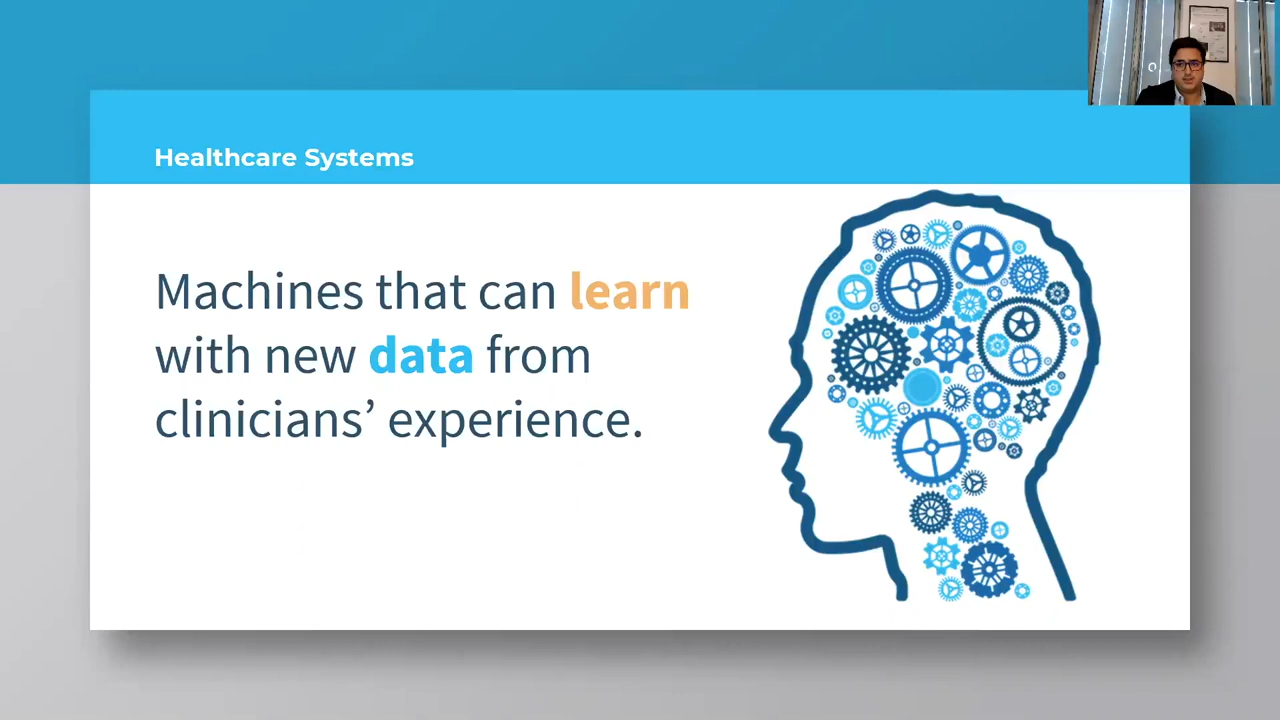 Healthcare Systems
Machines that can learn
with new data from
clinicians’ experience.